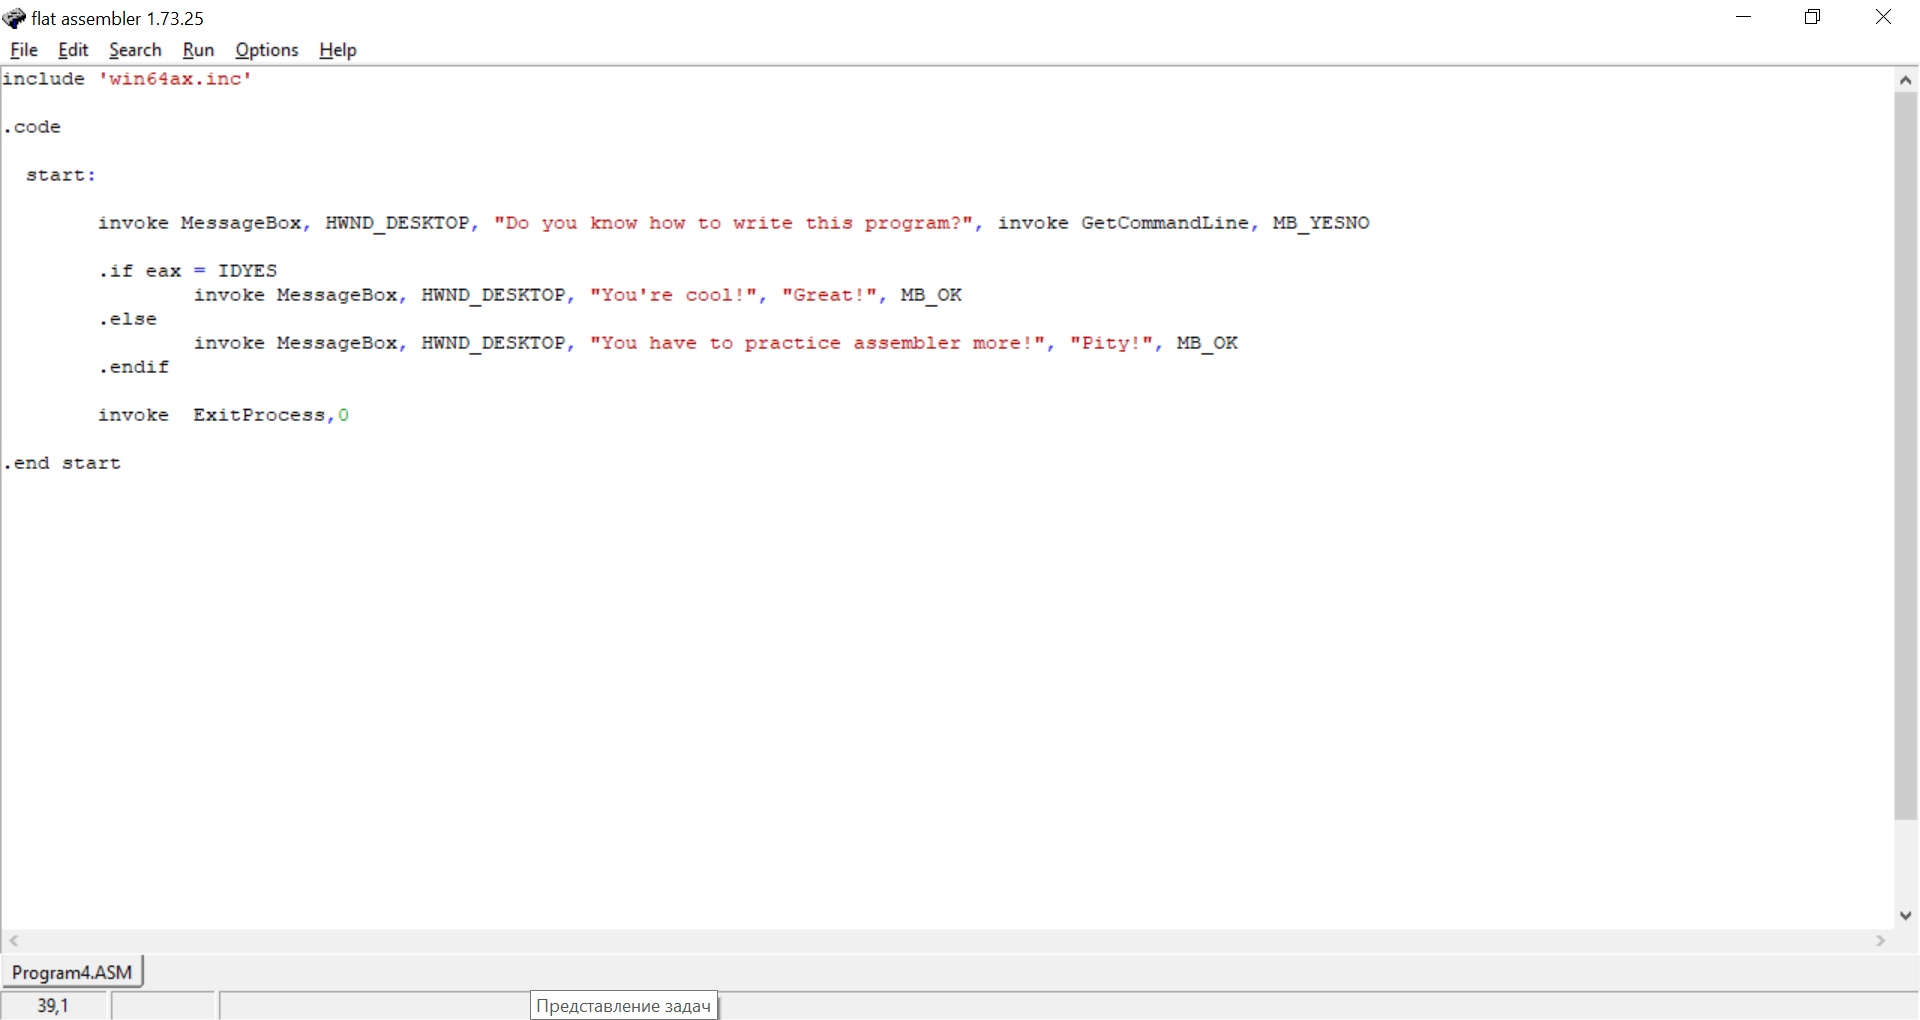 flat assembler 1.73.25
File Edit Search Run Options Help
include 'win64ax.inc'
.code
start:
invoke MessageBox, HWND_DESKTOP, "Do you know how to write this program?", invoke GetCommandLine, MB_YESNO
.if eax = IDYES
invoke MessageBox, HWND_DESKTOP, "You're cool!", "Great!", MB_OK
.else
invoke MessageBox, HWND_DESKTOP, "You have to practice assembler more!", "Pity!", MB_OK
.endif
invoke  ExitProcess,0
.end start
Program4.ASM
39,1
Представление задач